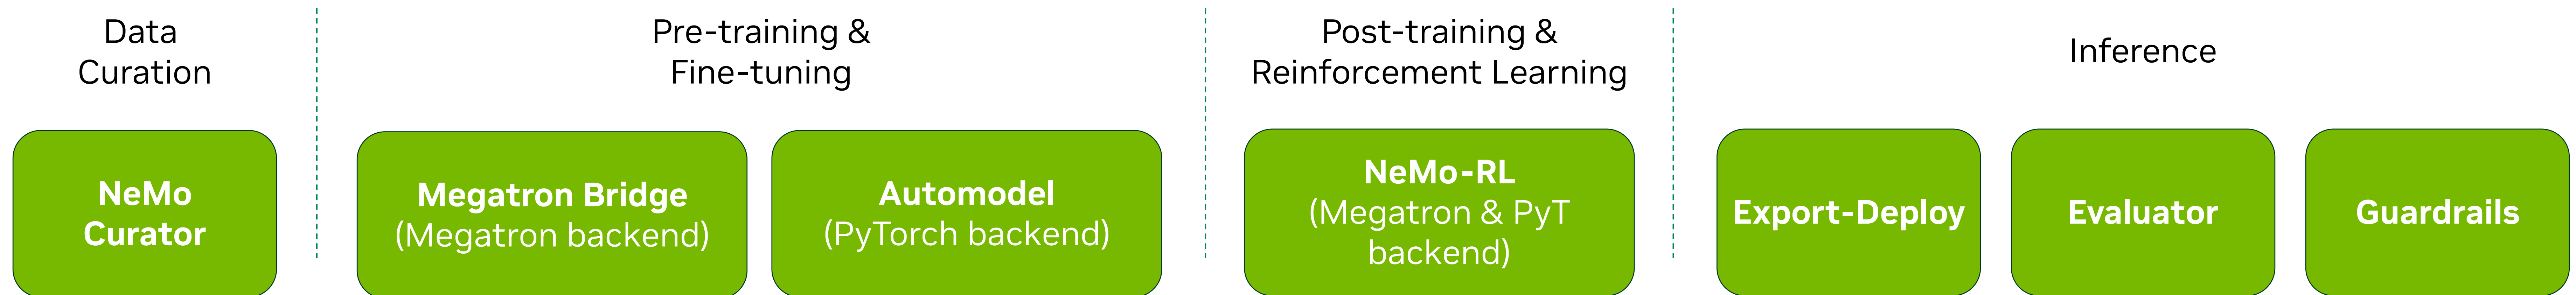 Data
Curation
Pre-training &
Fine-tuning
Post-training &
Reinforcement Learning
Inference
NeMo
Curator
Megatron Bridge
(Megatron backend)
Automodel
(PyTorch backend)
NeMo-RL
(Megatron & PyT
backend)
Export-Deploy
Evaluator
Guardrails